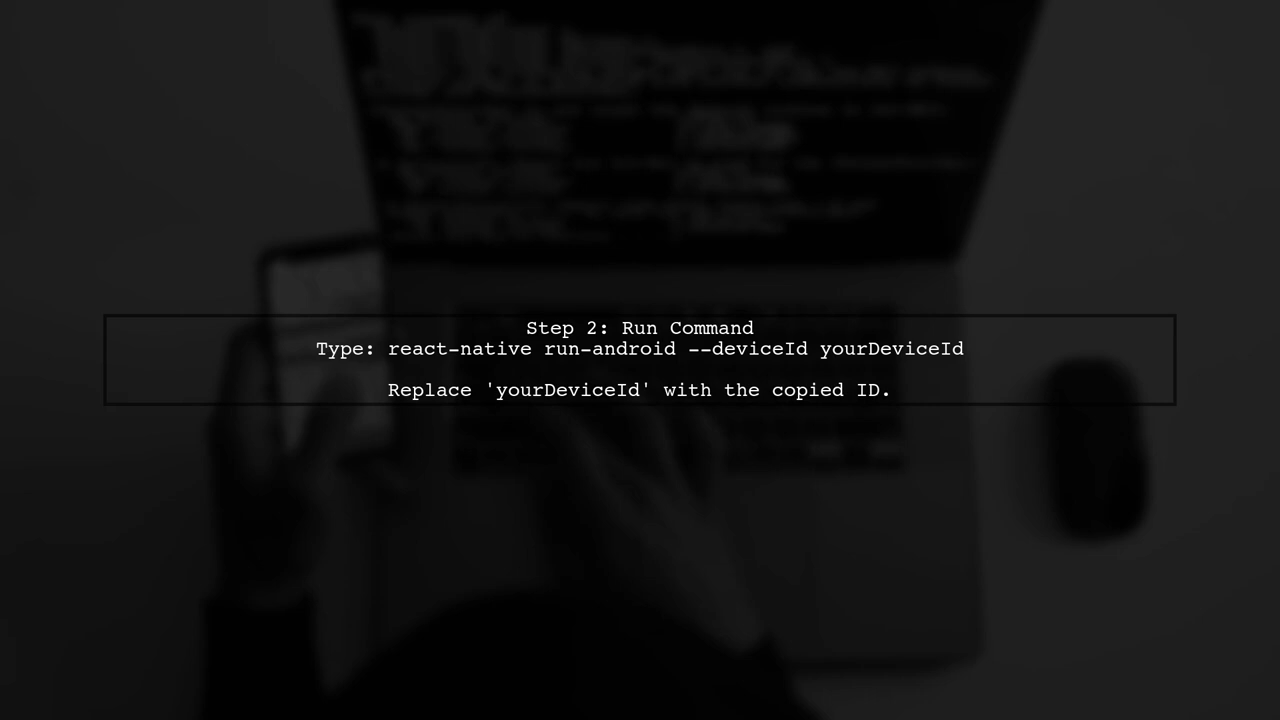 Step 2: Run Command
Type: react-native run-android --deviceId yourDeviceId
Replace 'yourDeviceId' with the copied ID.